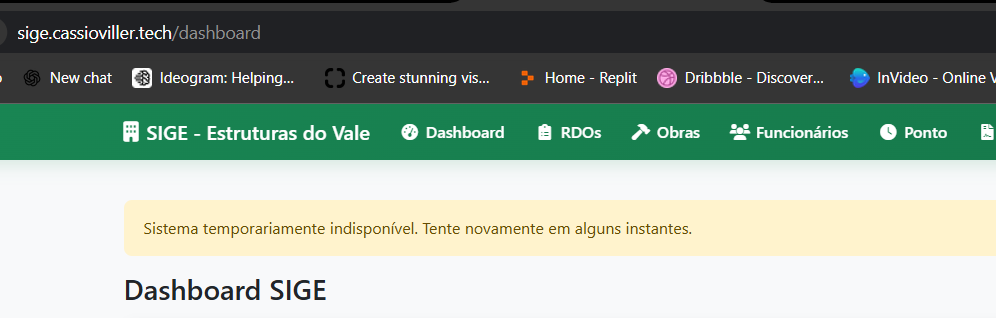 sige.cassioviller.tech/dashboard
New chat Ideogram: Helping... Create stunning vis... Home - Replit Dribbble - Discover... InVideo - Online
SIGE - Estruturas do Vale Dashboard RDOs Obras Funcionários Ponto
Sistema temporariamente indisponível. Tente novamente em alguns instantes.
Dashboard SIGE